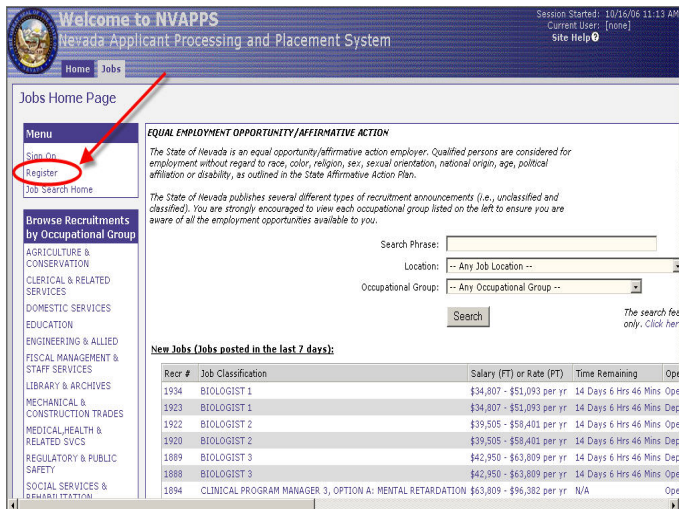 Welcome to NVAPPS
Nevada Applicant Processing and Placement System
Session Started: 10/16/06 11:13 AM
Current User: [none]
Site Help
Home Jobs
Jobs Home Page
Menu
Sign On
Register
Job Search Home
Browse Recruitments
by Occupational Group
AGRICULTURE &
CONSERVATION
CLERICAL & RELATED
SERVICES
DOMESTIC SERVICES
EDUCATION
ENGINEERING & ALLIED
FISCAL MANAGEMENT &
STAFF SERVICES
LIBRARY & ARCHIVES
MECHANICAL &
CONSTRUCTION TRADES
MEDICAL,HEALTH &
RELATED SVCS
REGULATORY & PUBLIC
SAFETY
SOCIAL SERVICES &
REHABILITATION
EQUAL EMPLOYMENT OPPORTUNITY/AFFIRMATIVE ACTION
The State of Nevada is an equal opportunity/affirmative action employer. Qualified persons are considered for
employment without regard to race, color, religion, sex, sexual orientation, national origin, age, political
affiliation or disability, as outlined in the State Affirmative Action Plan.
The State of Nevada publishes several different types of recruitment announcements (i.e., unclassified and
classified). You are strongly encouraged to view each occupational group listed on the left to ensure you are
aware of all the employment opportunities available to you.
Search Phrase:
Location: -- Any Job Location --
Occupational Group: -- Any Occupational Group --
Search
The search fea
only. Click her
New Jobs (Jobs posted in the last 7 days):
Recr # Job Classification Salary (FT) or Rate (PT) Time Remaining Ope
1934 BIOLOGIST 1 $34,807 - $51,093 per yr 14 Days 6 Hrs 46 Mins Ope
1923 BIOLOGIST 1 $34,807 - $51,093 per yr 14 Days 6 Hrs 46 Mins Dep
1922 BIOLOGIST 2 $39,505 - $58,401 per yr 14 Days 6 Hrs 46 Mins Ope
1920 BIOLOGIST 2 $39,505 - $58,401 per yr 14 Days 6 Hrs 46 Mins Dep
1889 BIOLOGIST 3 $42,950 - $63,809 per yr 14 Days 6 Hrs 46 Mins Dep
1888 BIOLOGIST 3 $42,950 - $63,809 per yr 14 Days 6 Hrs 46 Mins Ope
1894 CLINICAL PROGRAM MANAGER 3, OPTION A: MENTAL RETARDATION $63,809 - $96,382 per yr N/A Ope